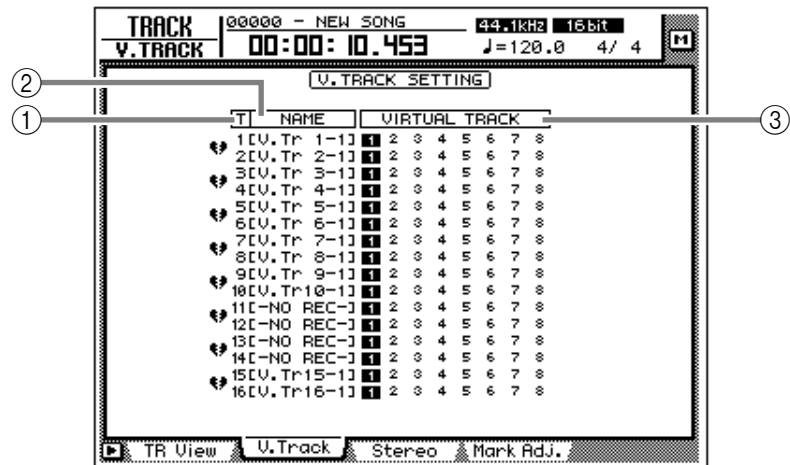 TRACK 00000 - NEW SONG 44.1kHz 16bit
V.TRACK 00:00: 10.453 ♩=120.0 4/ 4 M
V.TRACK SETTING
②
① T NAME VIRTUAL TRACK ③
1[V.Tr 1-1] 1 2 3 4 5 6 7 8
2[V.Tr 2-1] 1 2 3 4 5 6 7 8
3[V.Tr 3-1] 1 2 3 4 5 6 7 8
4[V.Tr 4-1] 1 2 3 4 5 6 7 8
5[V.Tr 5-1] 1 2 3 4 5 6 7 8
6[V.Tr 6-1] 1 2 3 4 5 6 7 8
7[V.Tr 7-1] 1 2 3 4 5 6 7 8
8[V.Tr 8-1] 1 2 3 4 5 6 7 8
9[V.Tr 9-1] 1 2 3 4 5 6 7 8
10[V.Tr10-1] 1 2 3 4 5 6 7 8
11[-NO REC-] 1 2 3 4 5 6 7 8
12[-NO REC-] 1 2 3 4 5 6 7 8
13[-NO REC-] 1 2 3 4 5 6 7 8
14[-NO REC-] 1 2 3 4 5 6 7 8
15[V.Tr15-1] 1 2 3 4 5 6 7 8
16[V.Tr16-1] 1 2 3 4 5 6 7 8
TR View V.Track Stereo Mark Adj.